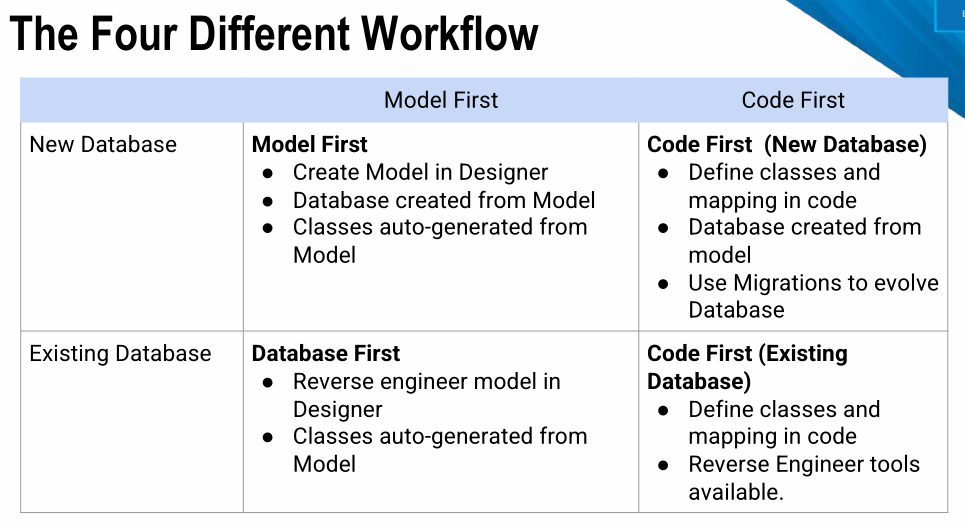 The Four Different Workflow
Model First
Code First
New Database
Model First
● Create Model in Designer
● Database created from Model
● Classes auto-generated from
Model
Code First  (New Database)
● Define classes and
mapping in code
● Database created from
model
● Use Migrations to evolve
Database
Existing Database
Database First
● Reverse engineer model in
Designer
● Classes auto-generated from
Model
Code First (Existing
Database)
● Define classes and
mapping in code
● Reverse Engineer tools
available.